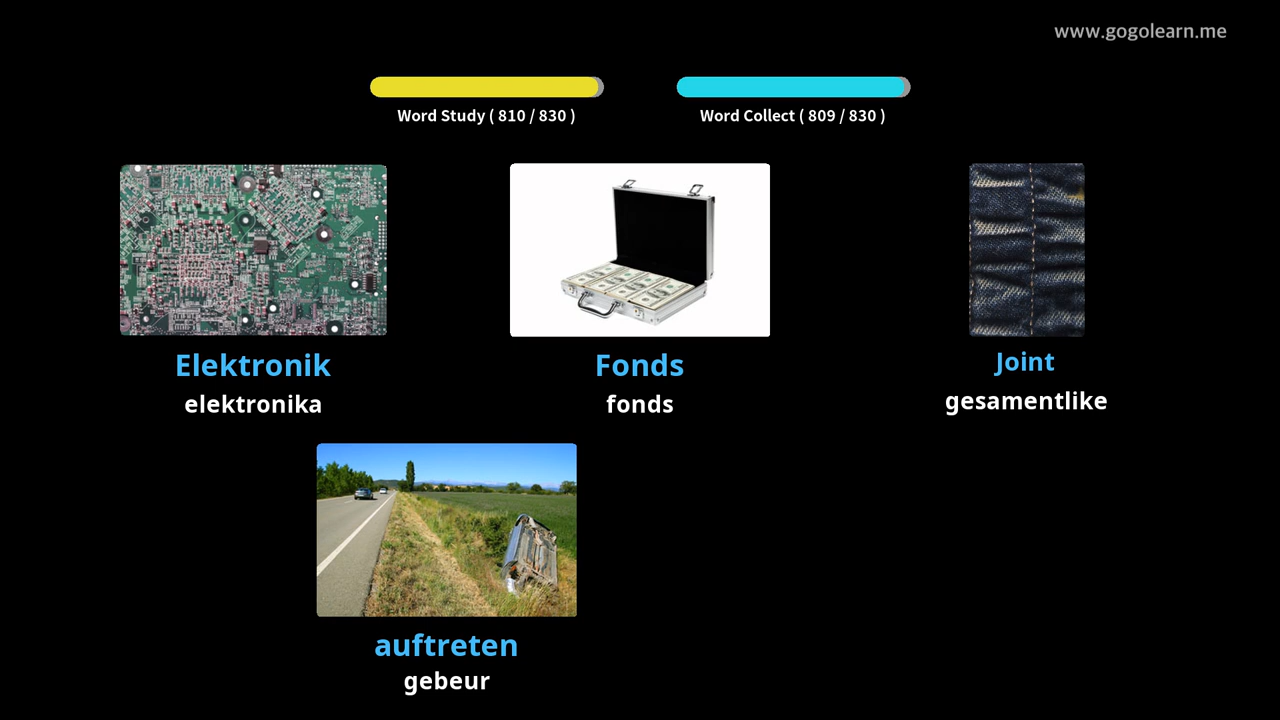 www.gogolearn.me
Word Study ( 810 / 830 )
Word Collect ( 809 / 830 )
Elektronik
elektronika
Fonds
fonds
Joint
gesamentlike
auftreten
gebeur